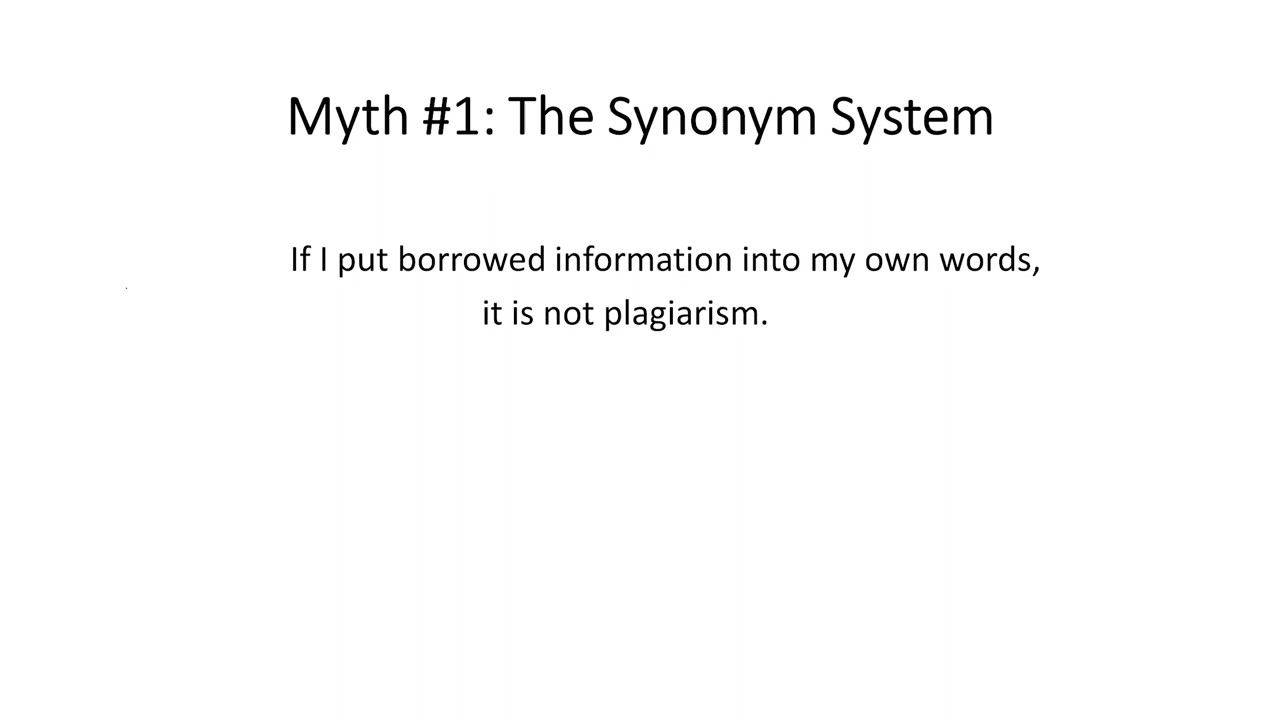 Myth #1: The Synonym System
If I put borrowed information into my own words,
it is not plagiarism.